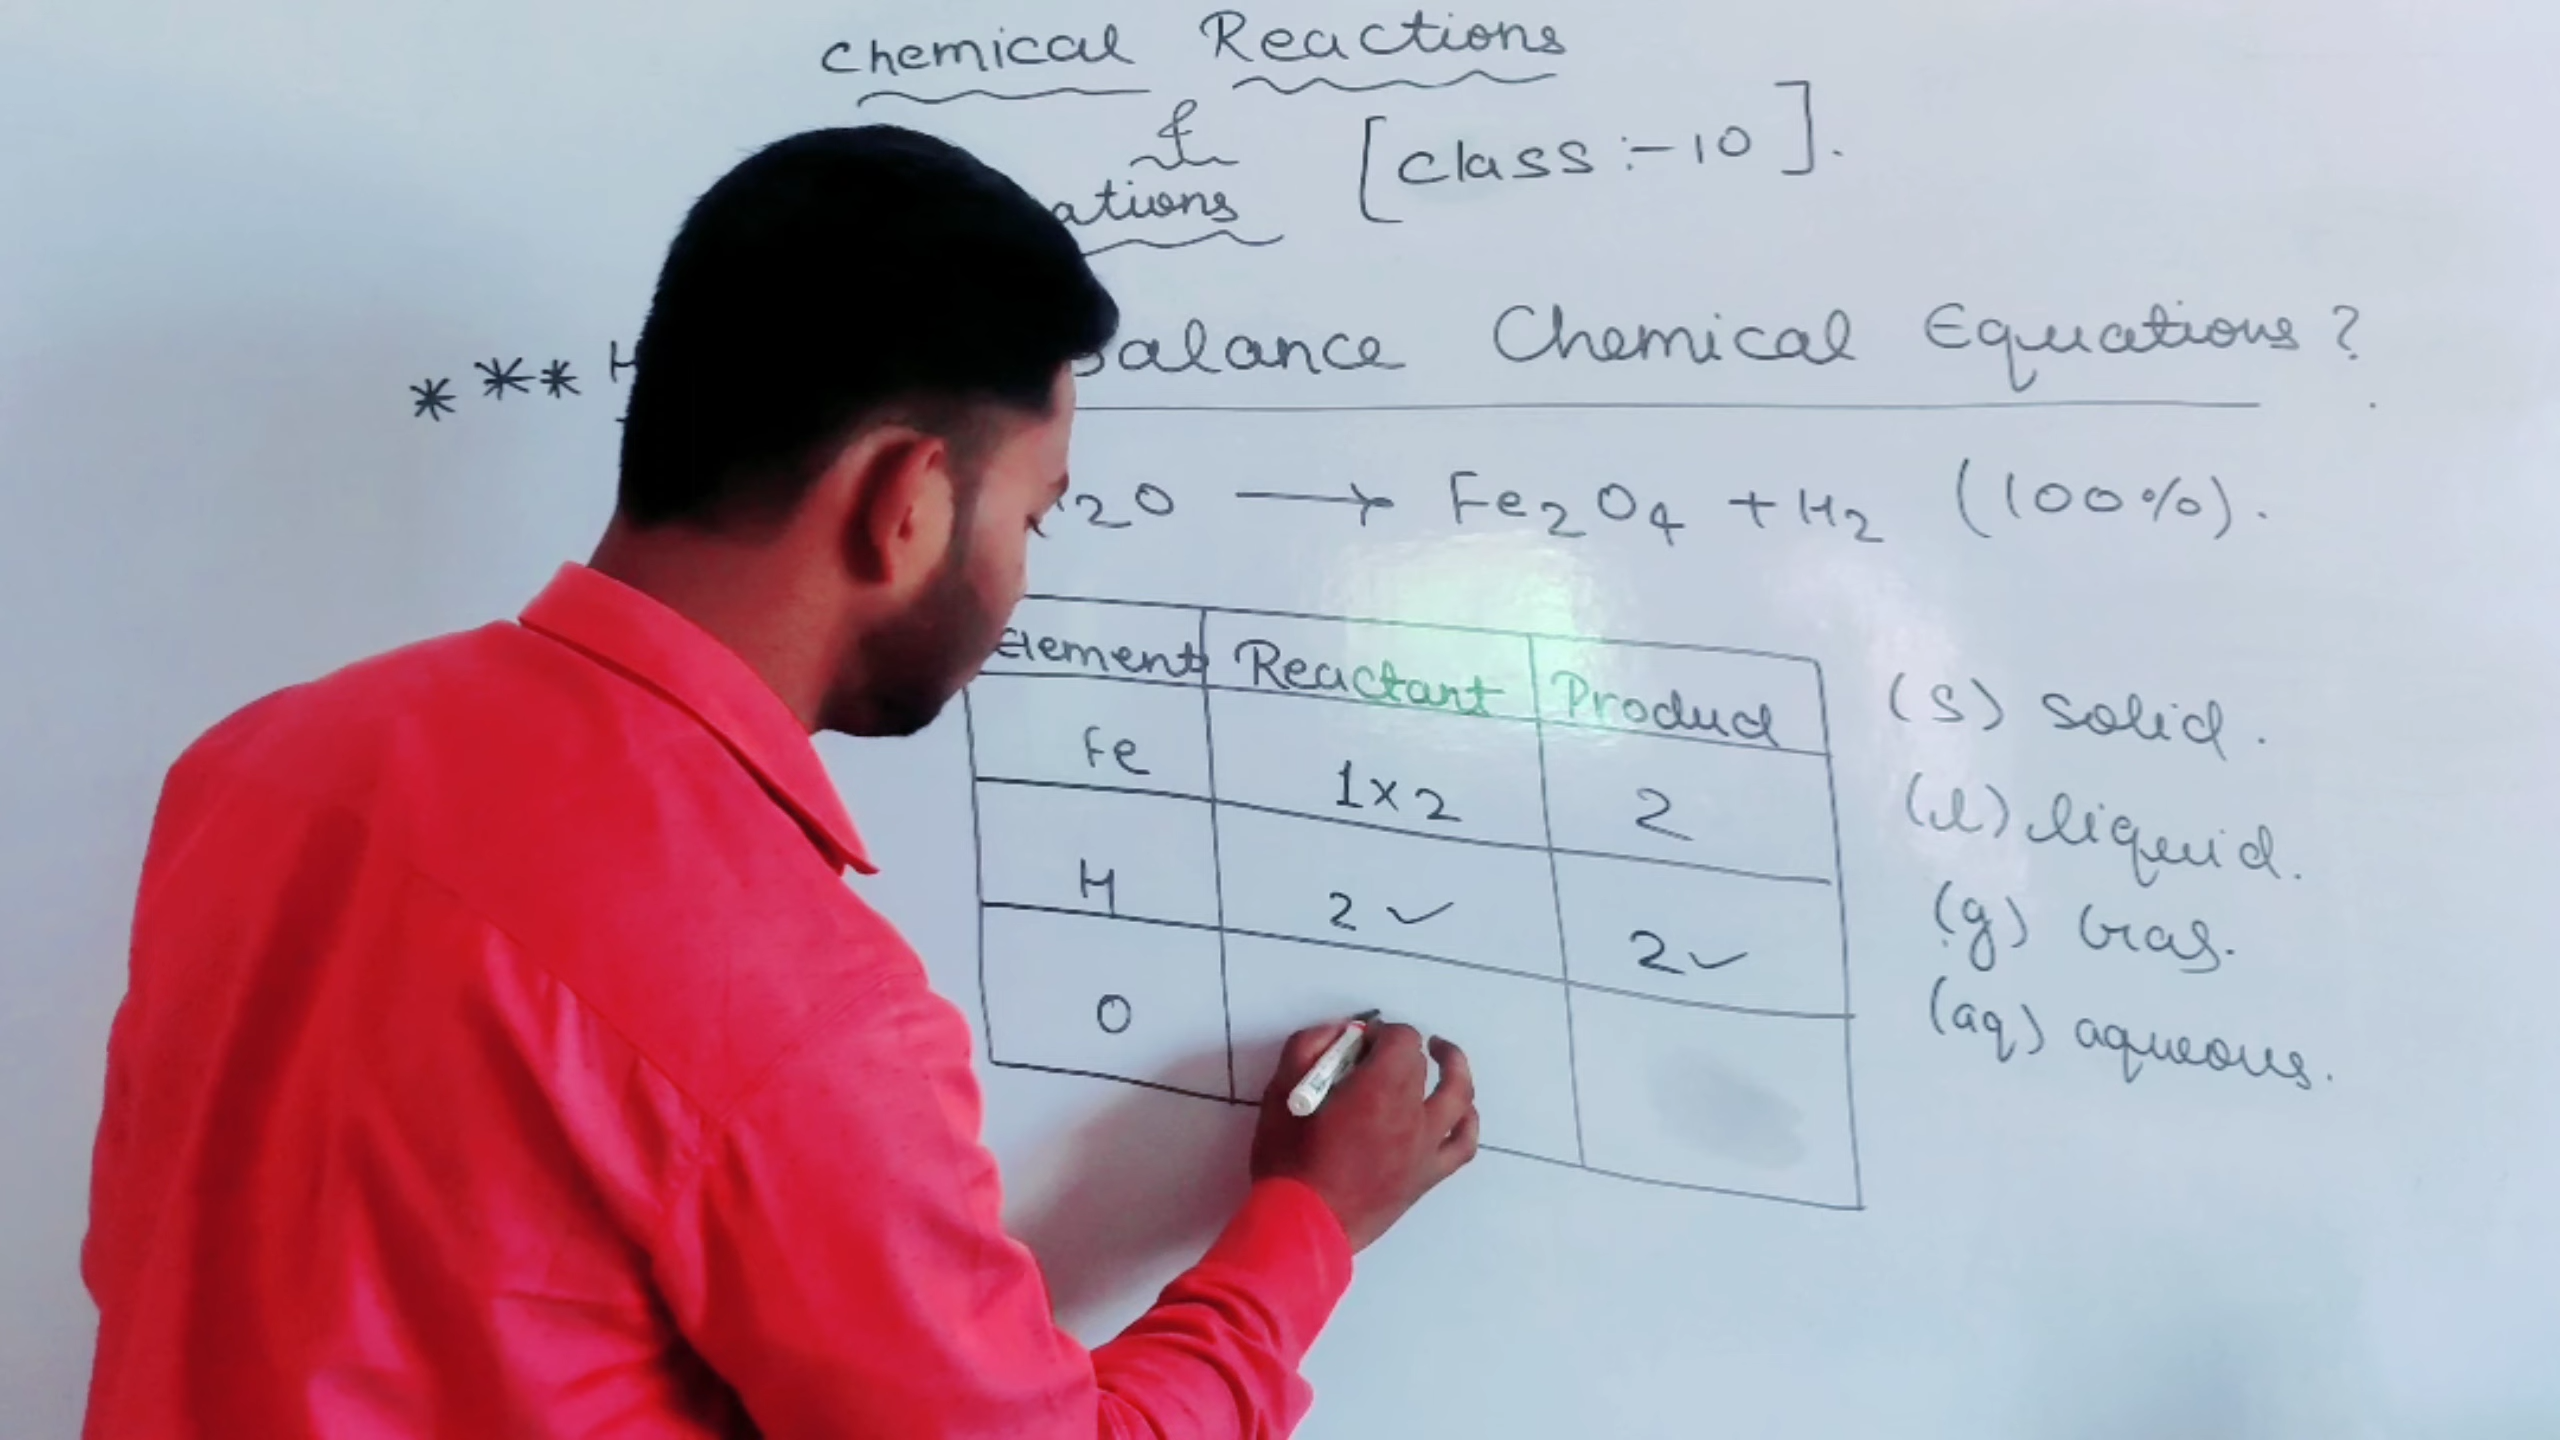 Chemical Reactions
&
ations [class :- 10].
*** H alance Chemical Equations?
2O → Fe2O4 + H2 (100%).
Element Reactant Product
Fe 1×2 2
H 2 ✓ 2 ✓
O
(s) solid.
(l) liquid.
(g) Gas.
(aq) aqueous.